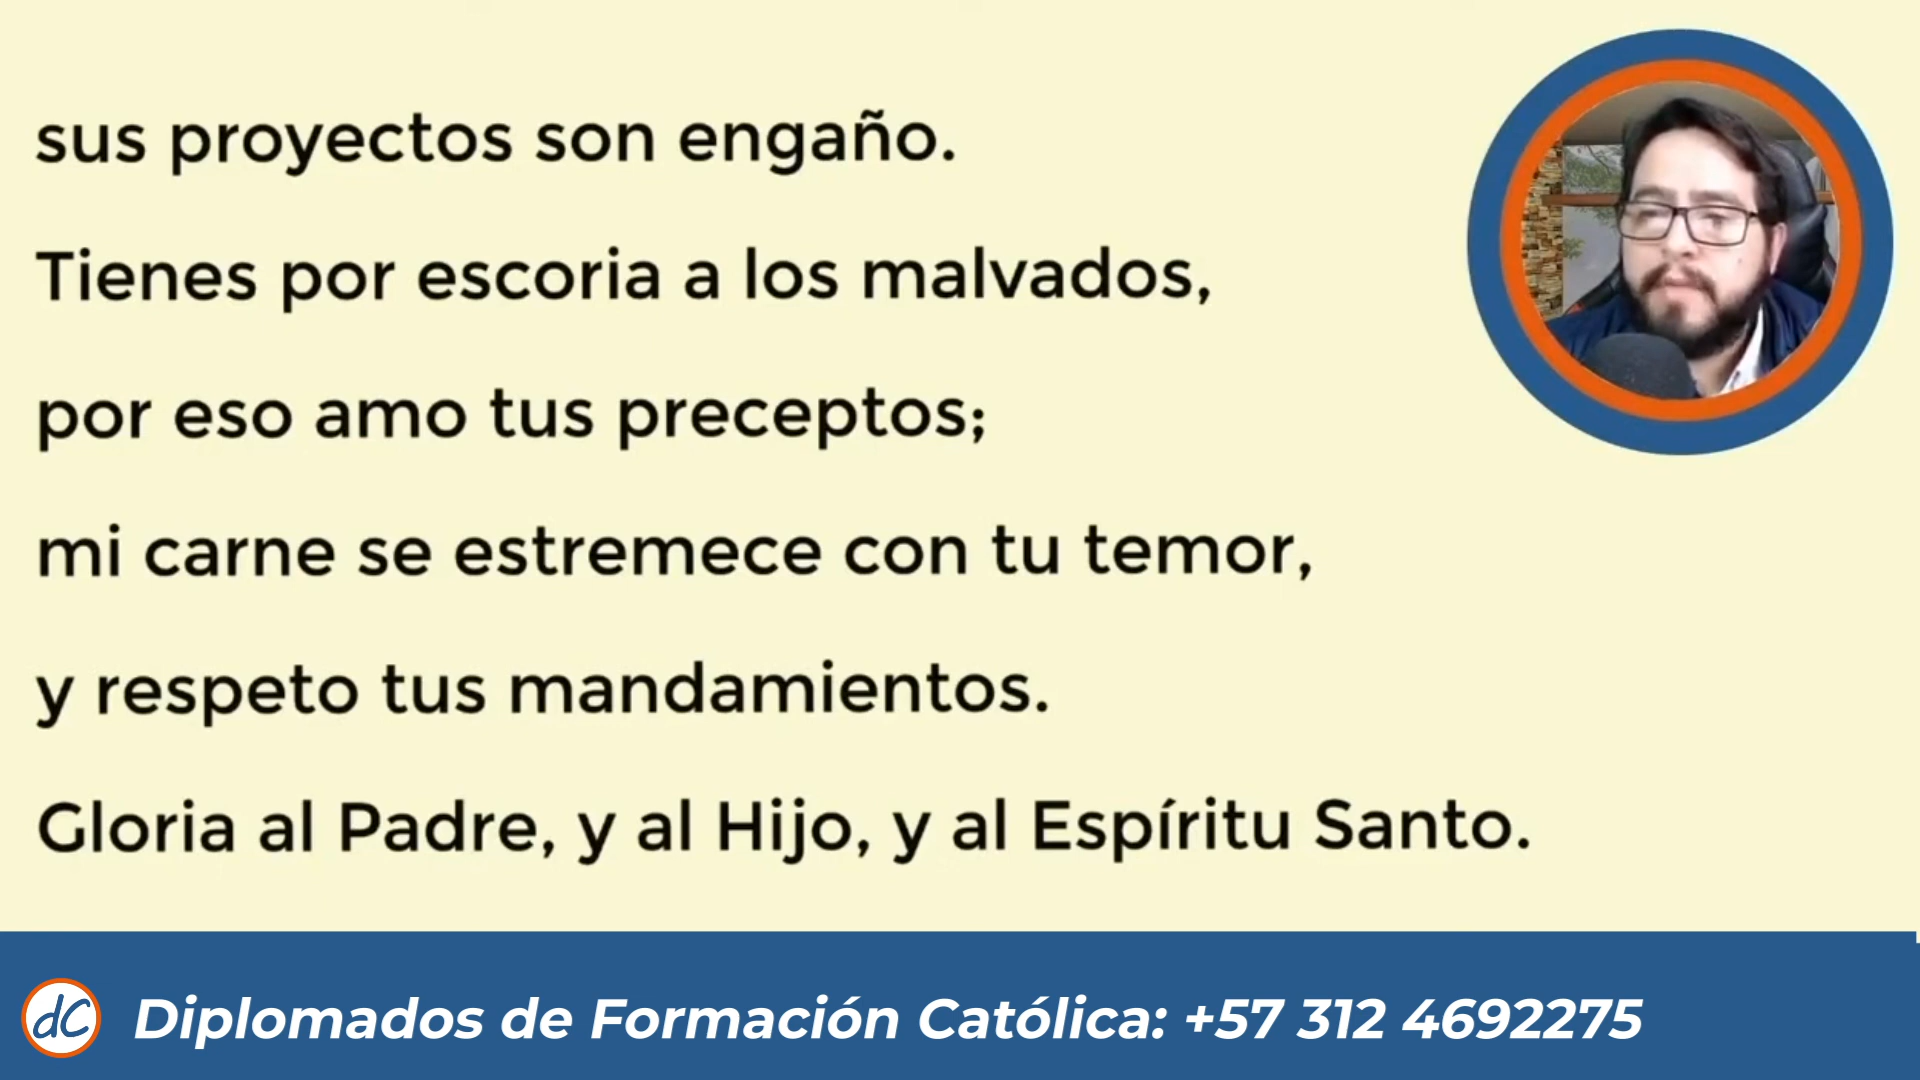 sus proyectos son engaño.
Tienes por escoria a los malvados,
por eso amo tus preceptos;
mi carne se estremece con tu temor,
y respeto tus mandamientos.
Gloria al Padre, y al Hijo, y al Espíritu Santo.
dC Diplomados de Formación Católica: +57 312 4692275